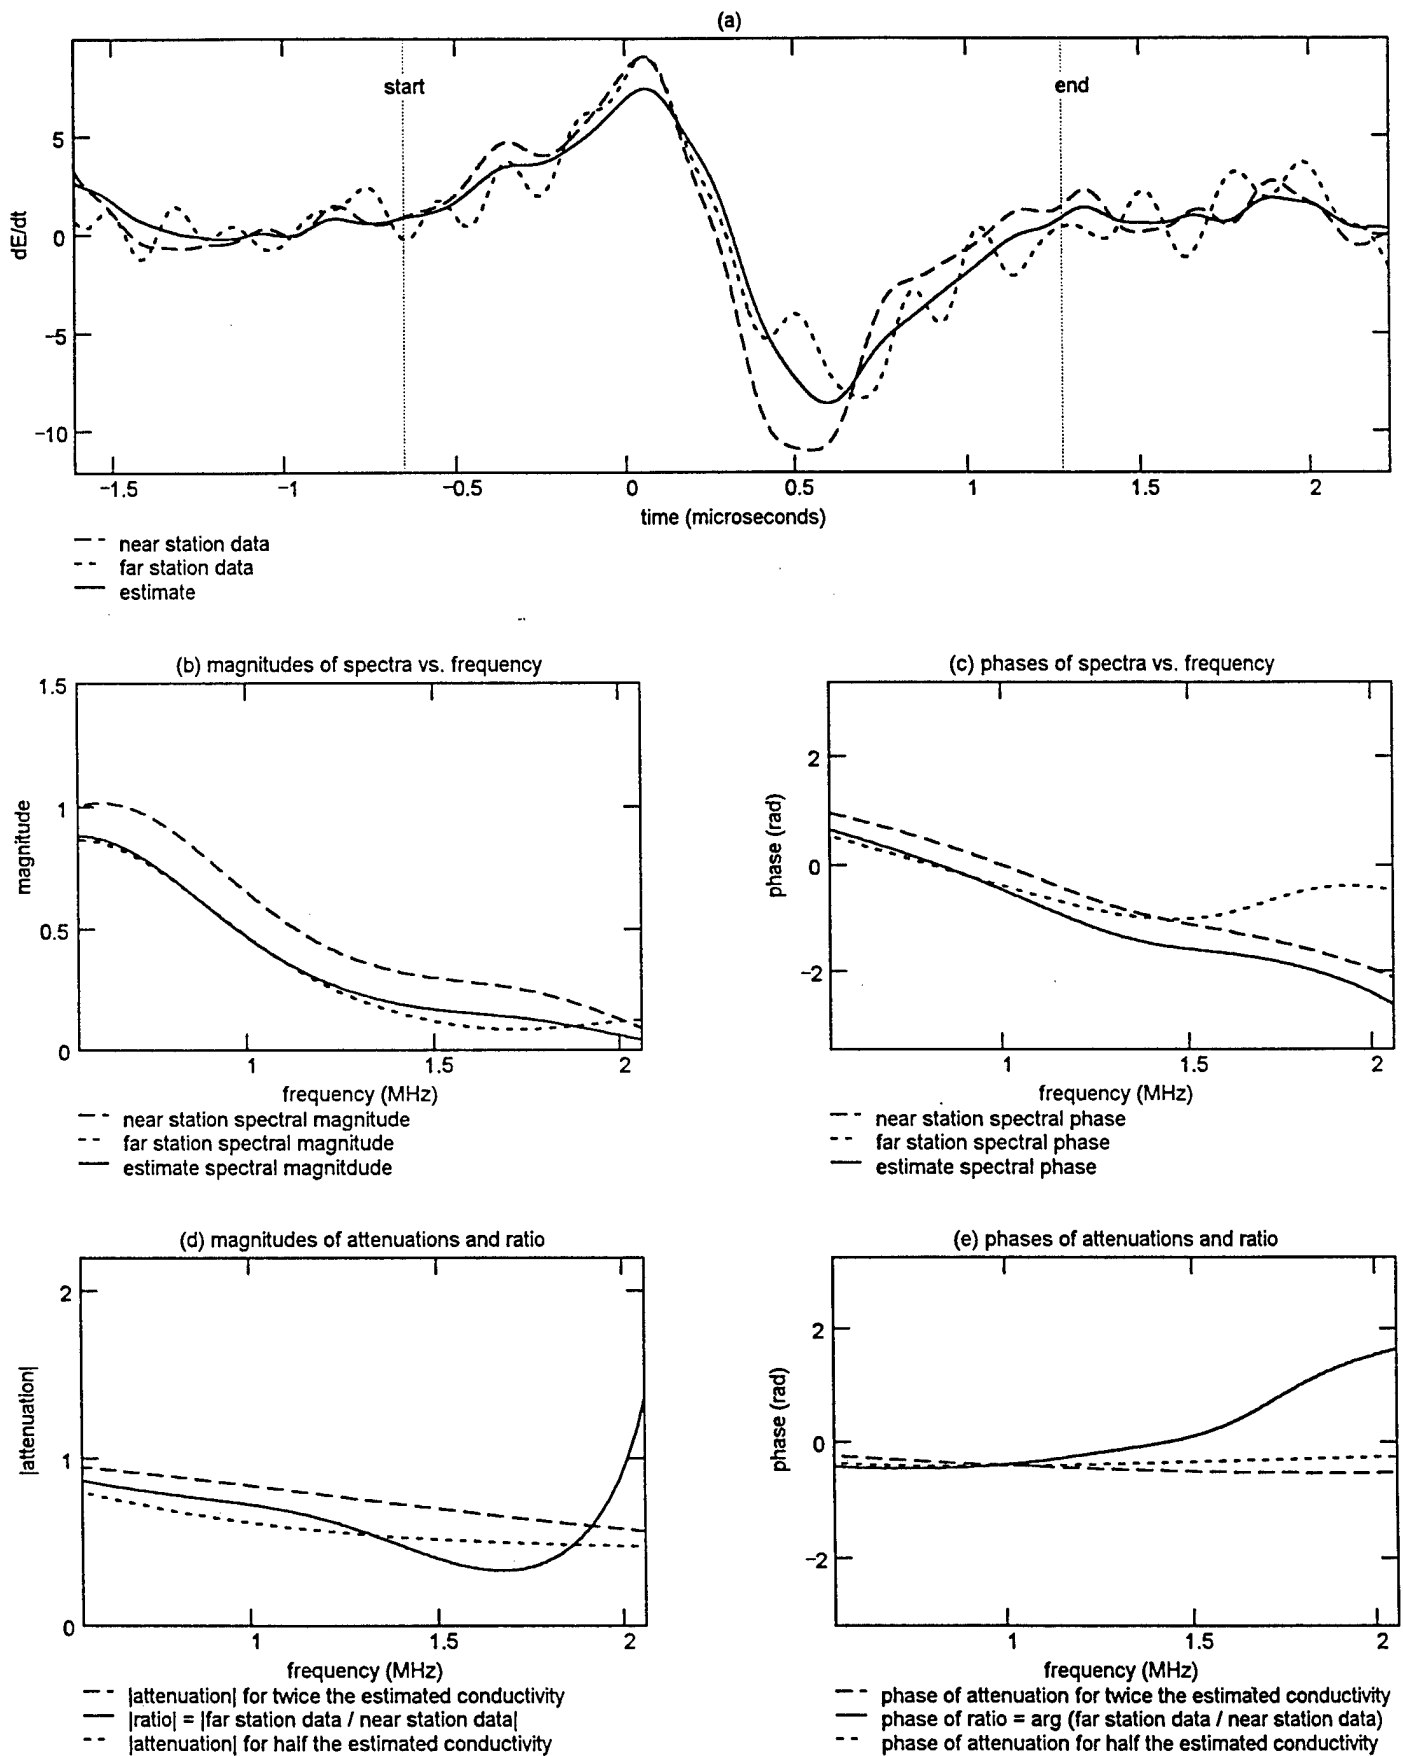 (a)
start
end
5
0
−5
−10
dE/dt
−1.5 −1 −0.5 0 0.5 1 1.5 2
time (microseconds)
near station data
far station data
estimate
(b) magnitudes of spectra vs. frequency
1.5
1
0.5
0
magnitude
1 1.5 2
frequency (MHz)
near station spectral magnitude
far station spectral magnitude
estimate spectral magnitdude
(c) phases of spectra vs. frequency
2
0
−2
phase (rad)
1 1.5 2
frequency (MHz)
near station spectral phase
far station spectral phase
estimate spectral phase
(d) magnitudes of attenuations and ratio
2
1
0
|attenuation|
1 1.5 2
frequency (MHz)
|attenuation| for twice the estimated conductivity
|ratio| = |far station data / near station data|
|attenuation| for half the estimated conductivity
(e) phases of attenuations and ratio
2
0
−2
phase (rad)
1 1.5 2
frequency (MHz)
phase of attenuation for twice the estimated conductivity
phase of ratio = arg (far station data / near station data)
phase of attenuation for half the estimated conductivity